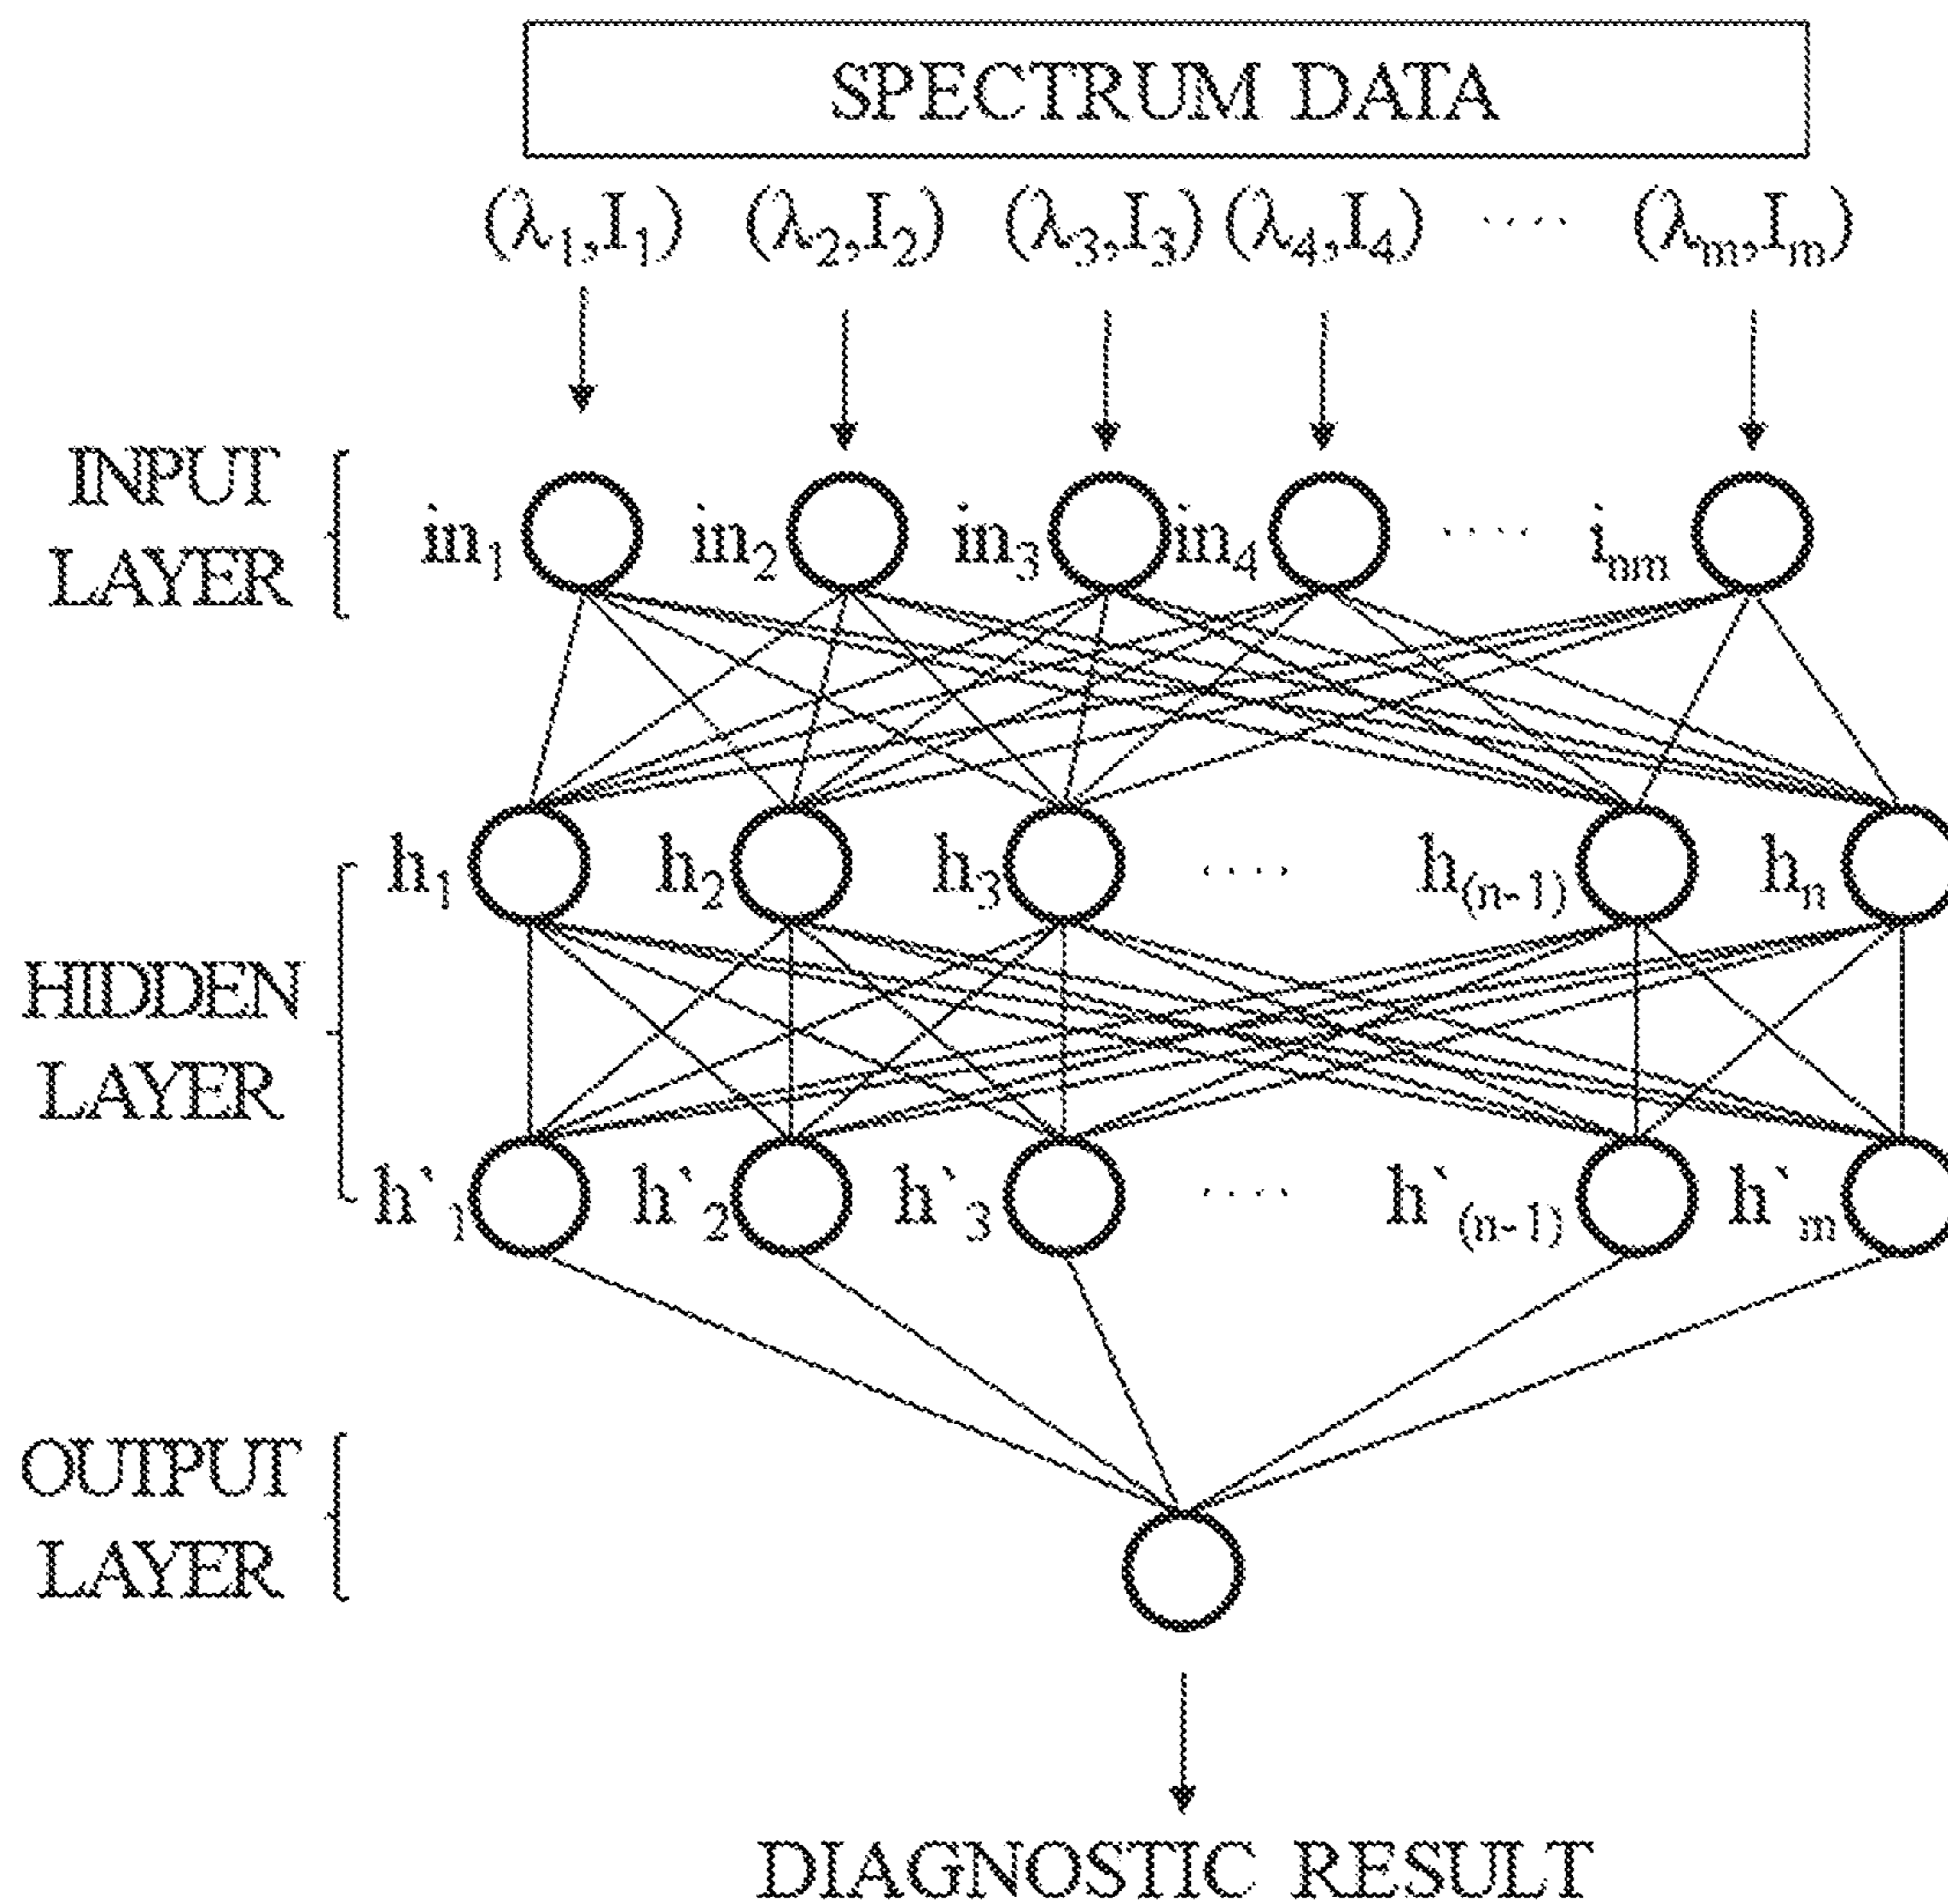 SPECTRUM DATA
(λ₁,I₁) (λ₂,I₂) (λ₃,I₃) (λ₄,I₄) ···· (λₘ,Iₘ)
INPUT
LAYER
in₁ in₂ in₃ in₄ ···· iₙₘ
h₁ h₂ h₃ ···· h₍ₙ₋₁₎ hₙ
HIDDEN
LAYER
h`₁ h`₂ h`₃ ···· h`₍ₙ₋₁₎ h`ₘ
OUTPUT
LAYER
DIAGNOSTIC RESULT